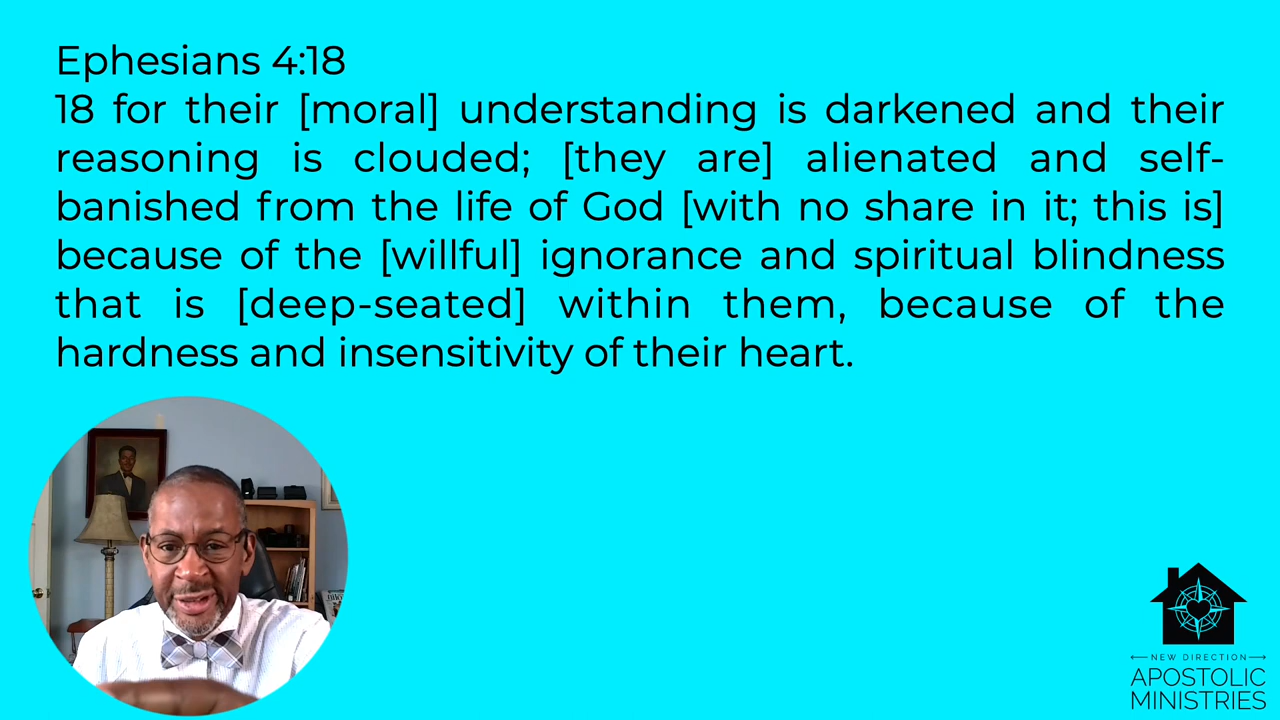 Ephesians 4:18
18 for their [moral] understanding is darkened and their
reasoning is clouded; [they are] alienated and self-
banished from the life of God [with no share in it; this is]
because of the [willful] ignorance and spiritual blindness
that is [deep-seated] within them, because of the
hardness and insensitivity of their heart.
NEW DIRECTION
APOSTOLIC
MINISTRIES